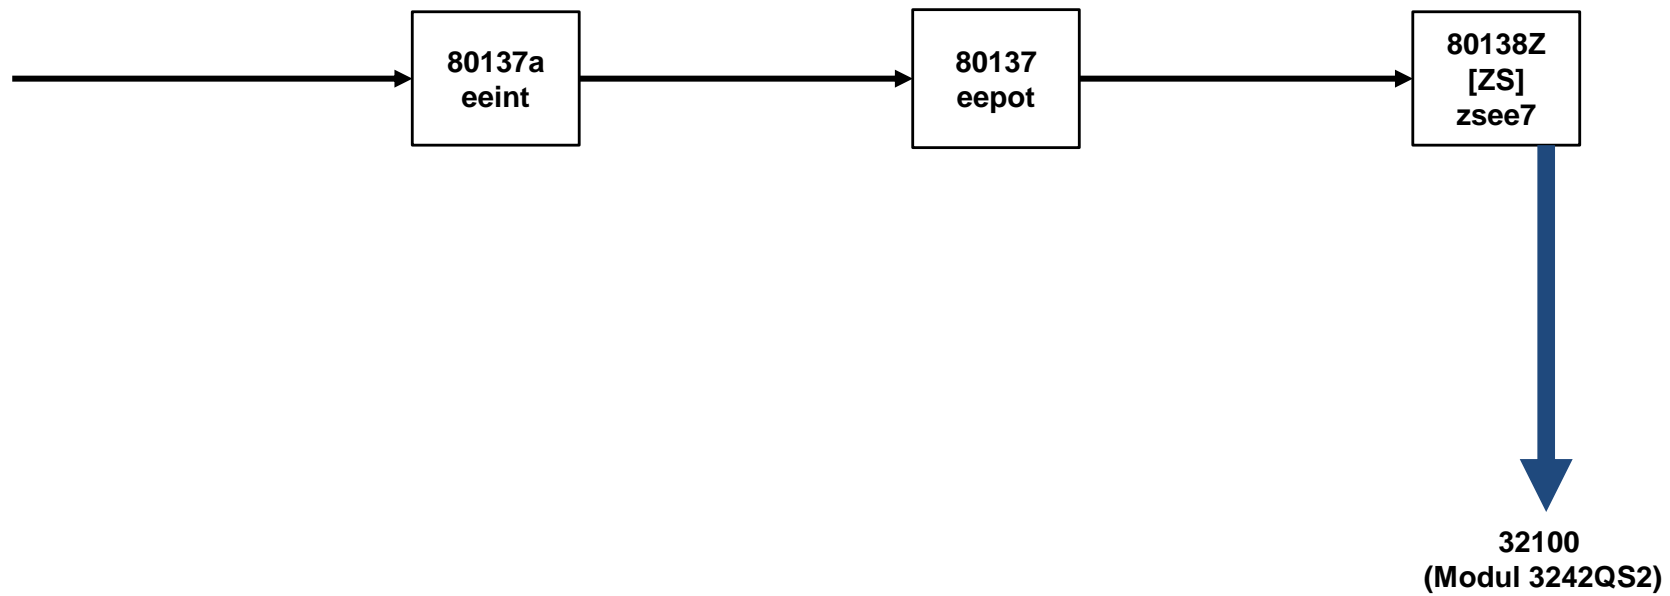 80137a
eeint
80137
eepot
80138Z
[ZS]
zsee7
32100
(Modul 3242QS2)